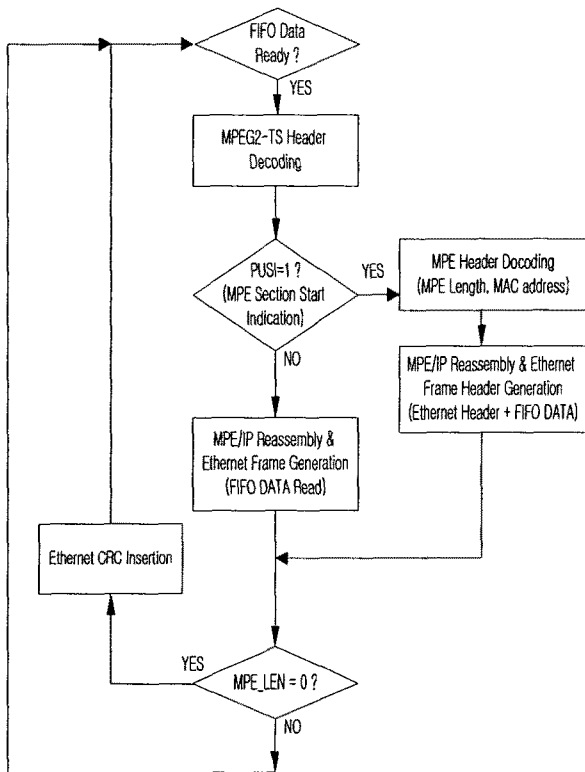 FIFO Data
Ready ?
YES
MPEG2-TS Header
Decoding
PUSI=1 ?
(MPE Section Start
Indication)
YES
NO
MPE Header Docoding
(MPE Length, MAC address)
MPE/IP Reassembly & Ethernet
Frame Header Generation
(Ethernet Header + FIFO DATA)
MPE/IP Reassembly &
Ethernet Frame Generation
(FIFO DATA Read)
Ethernet CRC Insertion
YES
MPE_LEN = 0 ?
NO